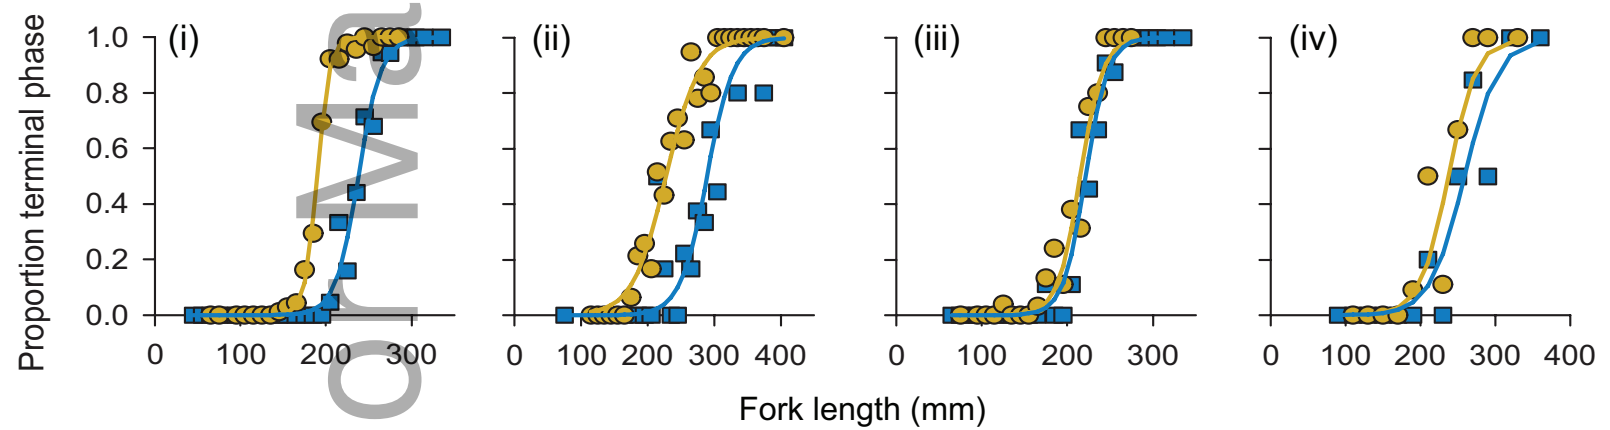 Proportion terminal phase
(i) (ii) (iii) (iv)
1.0
0.8
0.6
0.4
0.2
0.0
0 100 200 300 0 100 200 300 400 0 100 200 300 0 100 200 300 400
Fork length (mm)
or Ma